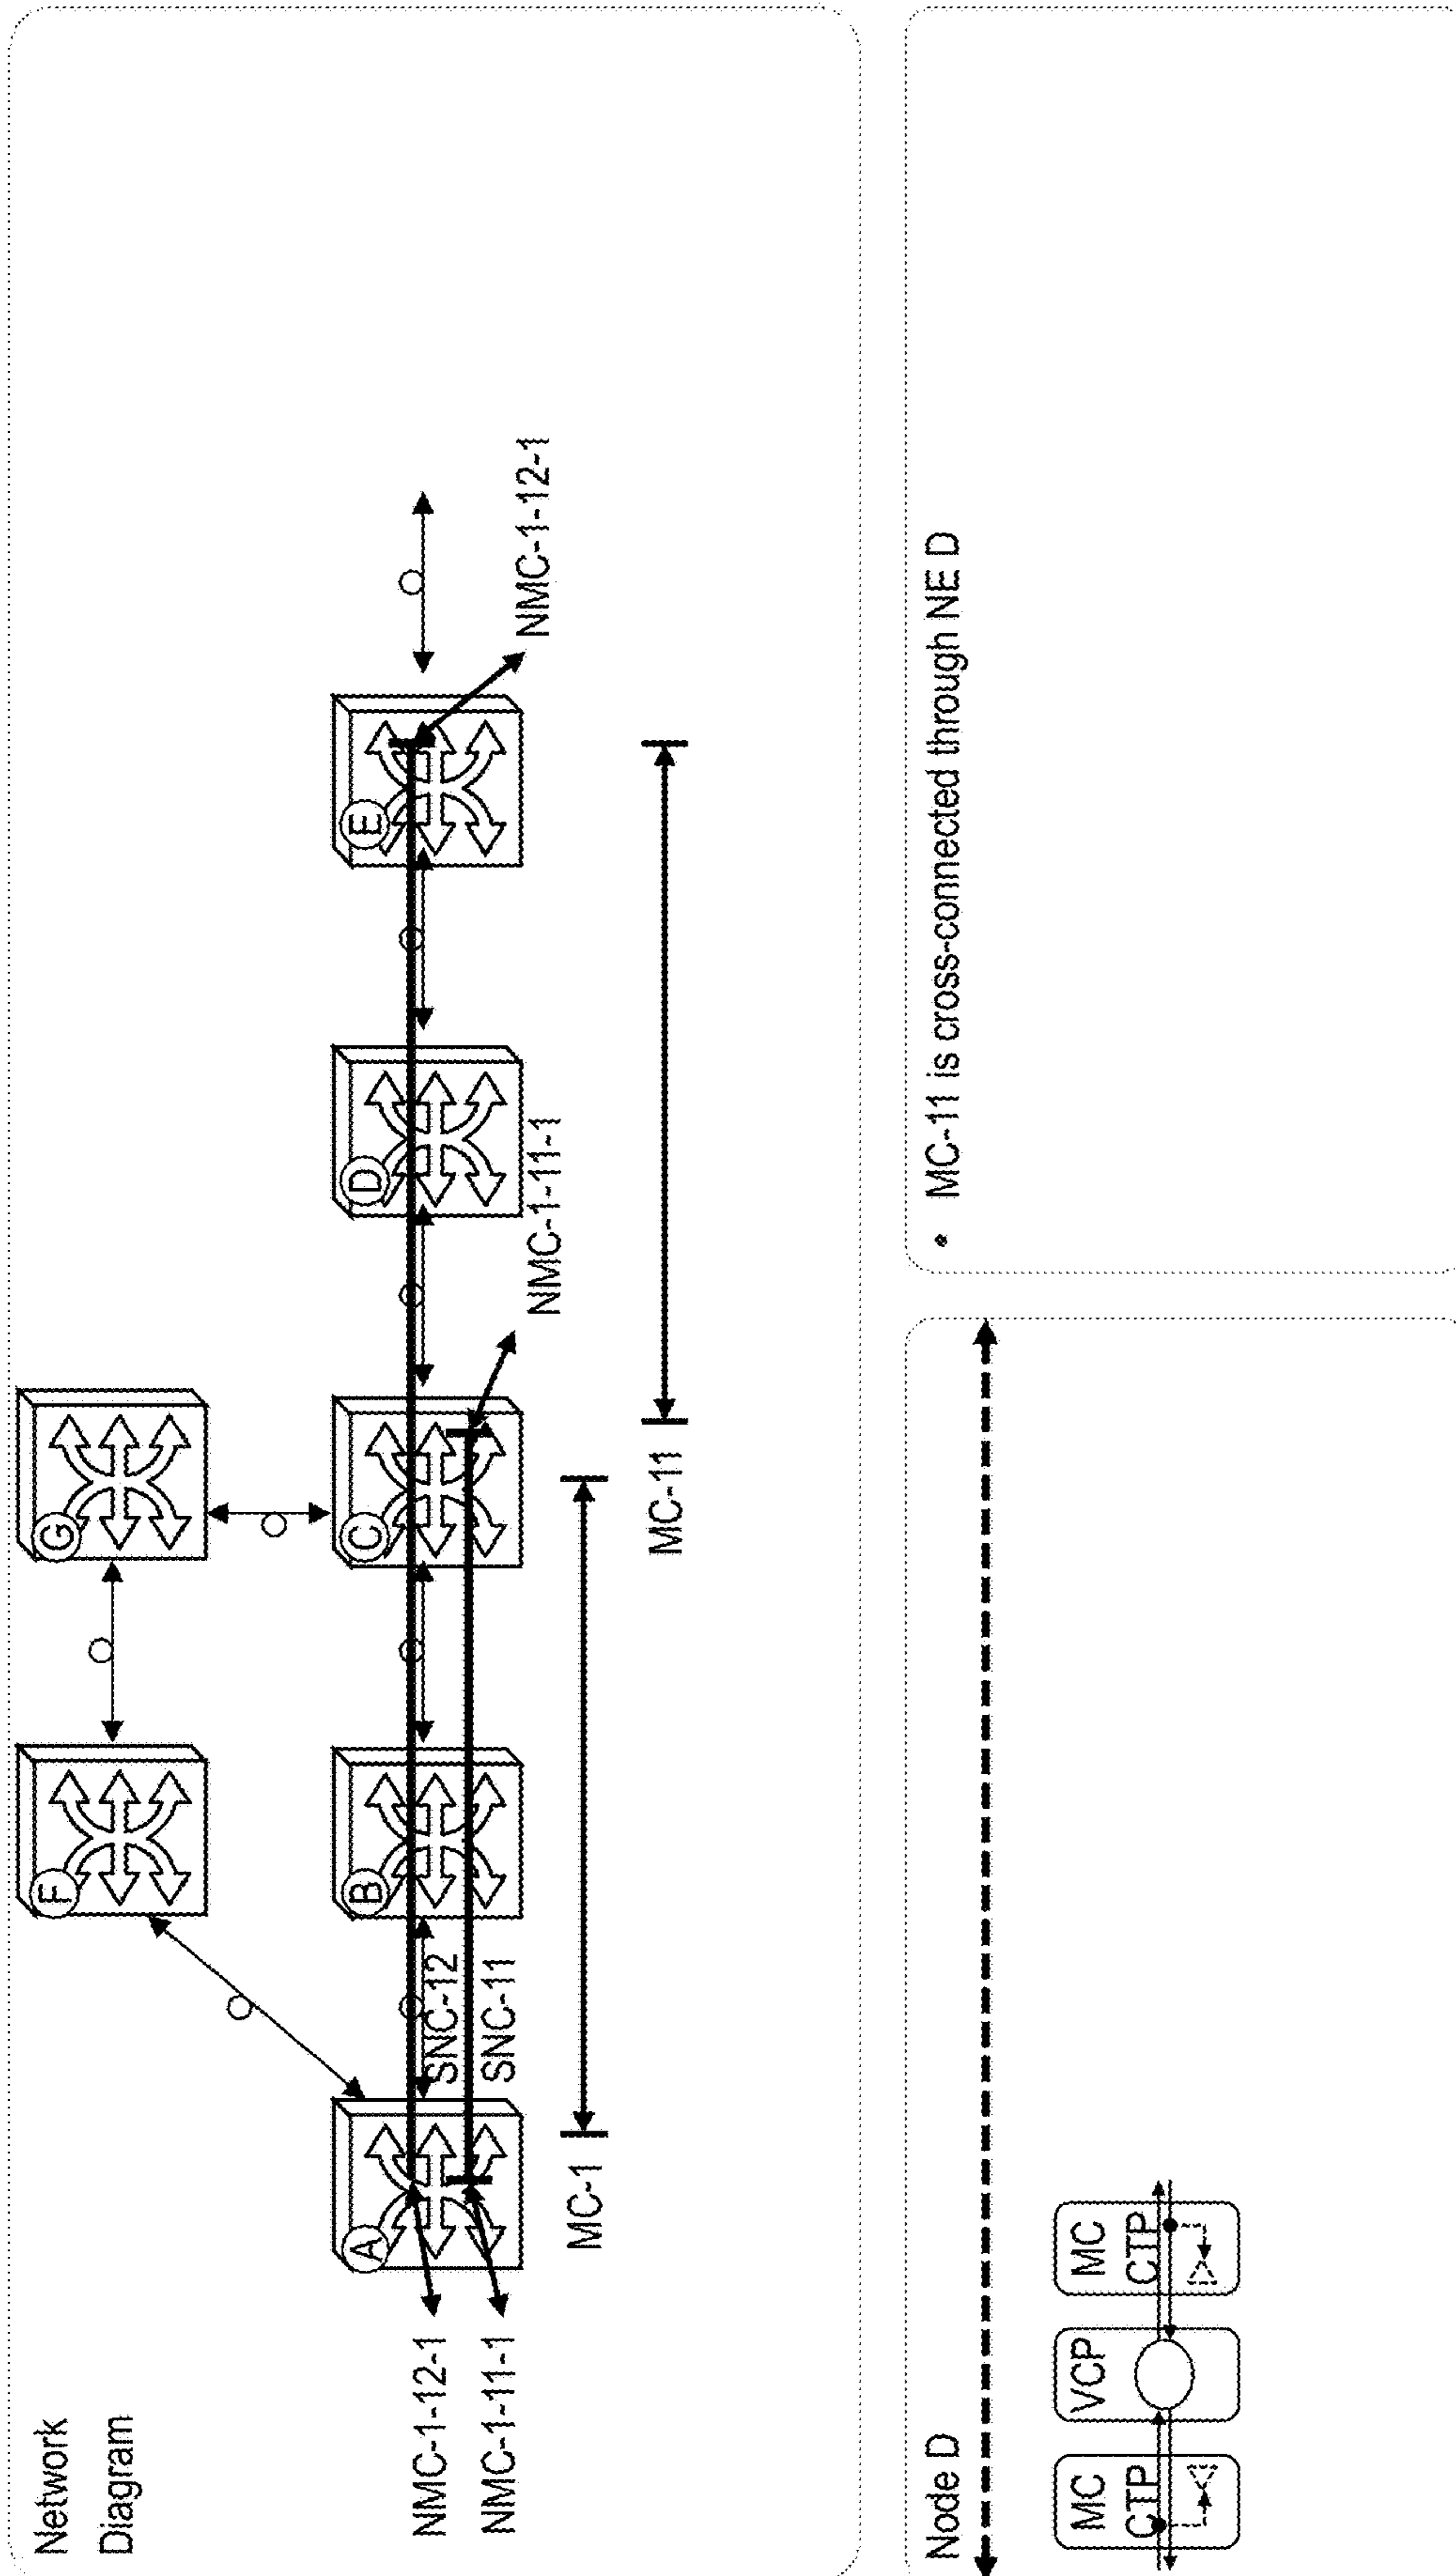 Network
Diagram
F
G
A
B
C
D
E
NMC-1-12-1
NMC-1-11-1
SNC-12
SNC-11
NMC-1-11-1
NMC-1-12-1
MC-1
MC-11
Node D
MC
CTP
VCP
MC
CTP
• MC-11 is cross-connected through NE D